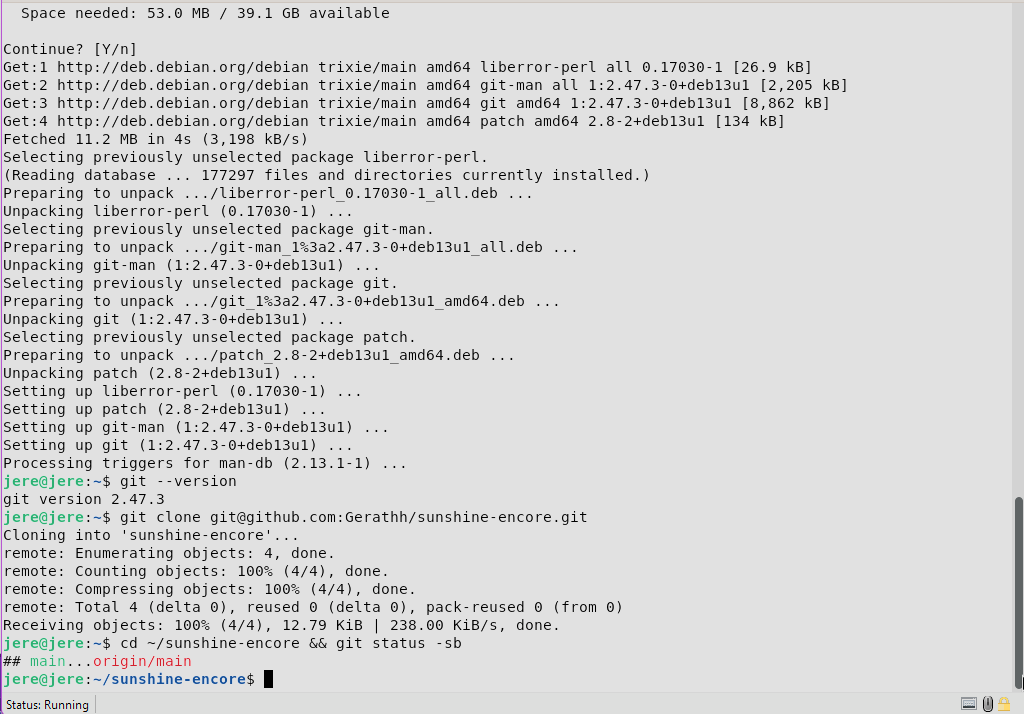 Space needed: 53.0 MB / 39.1 GB available
Continue? [Y/n]
Get:1 http://deb.debian.org/debian trixie/main amd64 liberror-perl all 0.17030-1 [26.9 kB]
Get:2 http://deb.debian.org/debian trixie/main amd64 git-man all 1:2.47.3-0+deb13u1 [2,205 kB]
Get:3 http://deb.debian.org/debian trixie/main amd64 git amd64 1:2.47.3-0+deb13u1 [8,862 kB]
Get:4 http://deb.debian.org/debian trixie/main amd64 patch amd64 2.8-2+deb13u1 [134 kB]
Fetched 11.2 MB in 4s (3,198 kB/s)
Selecting previously unselected package liberror-perl.
(Reading database ... 177297 files and directories currently installed.)
Preparing to unpack .../liberror-perl_0.17030-1_all.deb ...
Unpacking liberror-perl (0.17030-1) ...
Selecting previously unselected package git-man.
Preparing to unpack .../git-man_1%3a2.47.3-0+deb13u1_all.deb ...
Unpacking git-man (1:2.47.3-0+deb13u1) ...
Selecting previously unselected package git.
Preparing to unpack .../git_1%3a2.47.3-0+deb13u1_amd64.deb ...
Unpacking git (1:2.47.3-0+deb13u1) ...
Selecting previously unselected package patch.
Preparing to unpack .../patch_2.8-2+deb13u1_amd64.deb ...
Unpacking patch (2.8-2+deb13u1) ...
Setting up liberror-perl (0.17030-1) ...
Setting up patch (2.8-2+deb13u1) ...
Setting up git-man (1:2.47.3-0+deb13u1) ...
Setting up git (1:2.47.3-0+deb13u1) ...
Processing triggers for man-db (2.13.1-1) ...
jere@jere:~$ git --version
git version 2.47.3
jere@jere:~$ git clone git@github.com:Gerathh/sunshine-encore.git
Cloning into 'sunshine-encore'...
remote: Enumerating objects: 4, done.
remote: Counting objects: 100% (4/4), done.
remote: Compressing objects: 100% (4/4), done.
remote: Total 4 (delta 0), reused 0 (delta 0), pack-reused 0 (from 0)
Receiving objects: 100% (4/4), 12.79 KiB | 238.00 KiB/s, done.
jere@jere:~$ cd ~/sunshine-encore && git status -sb
## main...origin/main
jere@jere:~/sunshine-encore$
Status: Running